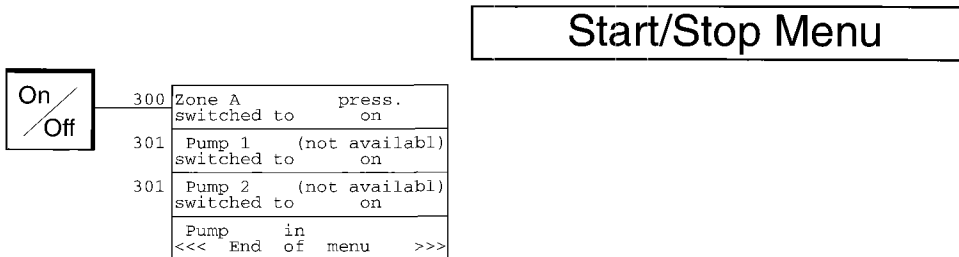 Start/Stop Menu
On
Off
300 Zone A press.
switched to on
301 Pump 1 (not availabl)
switched to on
301 Pump 2 (not availabl)
switched to on
Pump in
<<< End of menu >>>